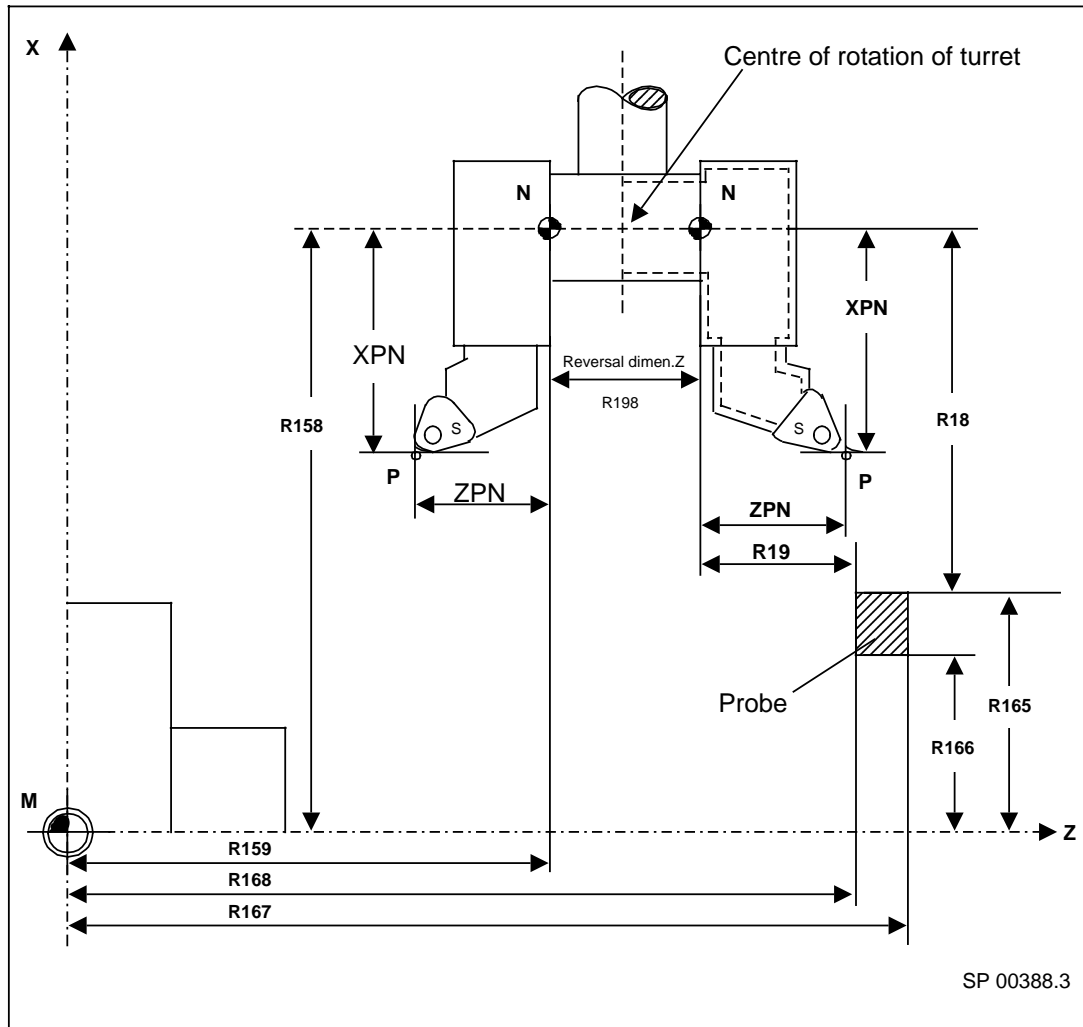 X
Centre of rotation of turret
N
N
XPN
XPN
Reversal dimen.Z
R198
R158
R18
S
S
P
P
ZPN
ZPN
R19
Probe
R165
R166
M
Z
R159
R168
R167
SP 00388.3